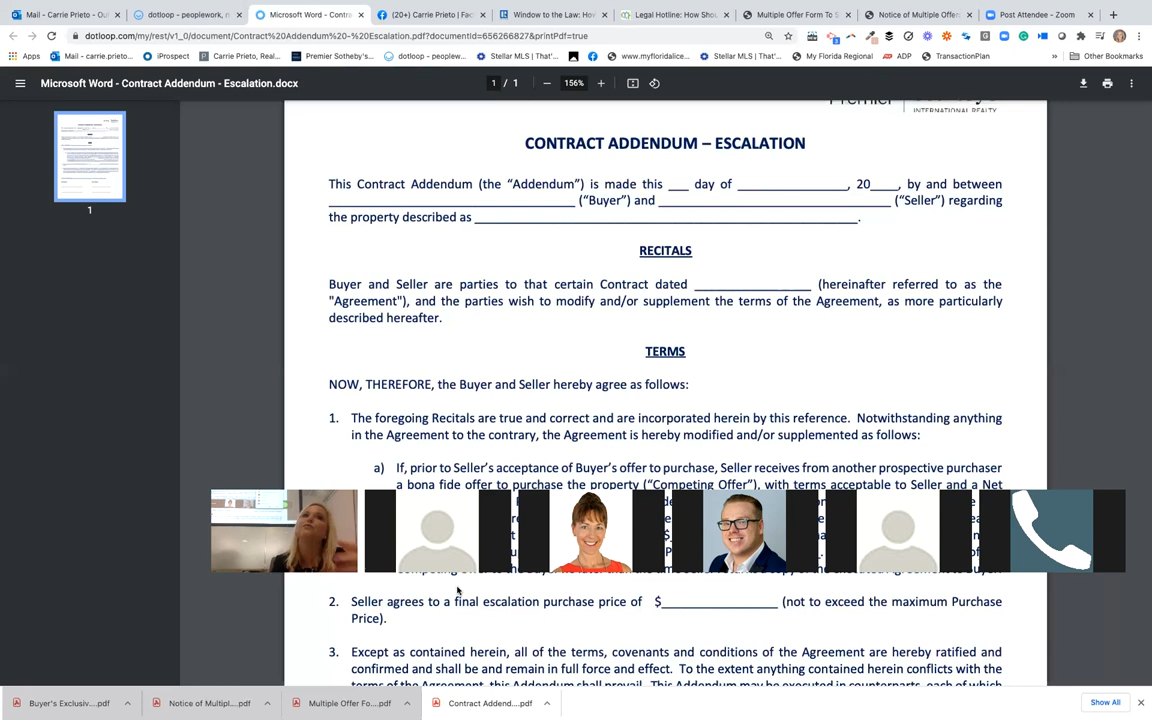 Mail - Carrie Prieto - Ou
dotloop - peoplework, n
Microsoft Word - Contra
(20+) Carrie Prieto | Fac
Window to the Law: Ho
Legal Hotline: How Shou
Multiple Offer Form To S
Notice of Multiple Offer
Post Attendee - Zoom
dotloop.com/my/rest/v1_0/document/Contract%20Addendum%20-%20Escalation.pdf?documentId=656266827&printPdf=true
Apps
Mail - carrie.prieto...
iProspect
Carrie Prieto, Real...
Premier Sotheby's...
dotloop - peoplew...
Stellar MLS | That'...
www.myfloridalice...
Stellar MLS | That'...
My Florida Regional
ADP
TransactionPlan
»
Other Bookmarks
Microsoft Word - Contract Addendum - Escalation.docx
1 / 1
156%
1
INTERNATIONAL REALTY
CONTRACT ADDENDUM – ESCALATION
This Contract Addendum (the “Addendum”) is made this ___ day of ______________, 20____, by and between
_______________________________ (“Buyer”) and _____________________________ (“Seller”) regarding
the property described as ________________________________________________.
RECITALS
Buyer and Seller are parties to that certain Contract dated ______________ (hereinafter referred to as the
"Agreement"), and the parties wish to modify and/or supplement the terms of the Agreement, as more particularly
described hereafter.
TERMS
NOW, THEREFORE, the Buyer and Seller hereby agree as follows:
1. The foregoing Recitals are true and correct and are incorporated herein by this reference. Notwithstanding anything
in the Agreement to the contrary, the Agreement is hereby modified and/or supplemented as follows:
a) If, prior to Seller’s acceptance of Buyer’s offer to purchase, Seller receives from another prospective purchaser
a bona fide offer to purchase the property (“Competing Offer”), with terms acceptable to Seller and a Net
2. Seller agrees to a final escalation purchase price of $______________ (not to exceed the maximum Purchase
Price).
3. Except as contained herein, all of the terms, covenants and conditions of the Agreement are hereby ratified and
confirmed and shall be and remain in full force and effect. To the extent anything contained herein conflicts with the
terms of the Agreement, this Addendum shall prevail. This Addendum may be executed in counterparts, each of which
Buyer's Exclusiv....pdf
Notice of Multipl....pdf
Multiple Offer Fo....pdf
Contract Addend....pdf
Show All